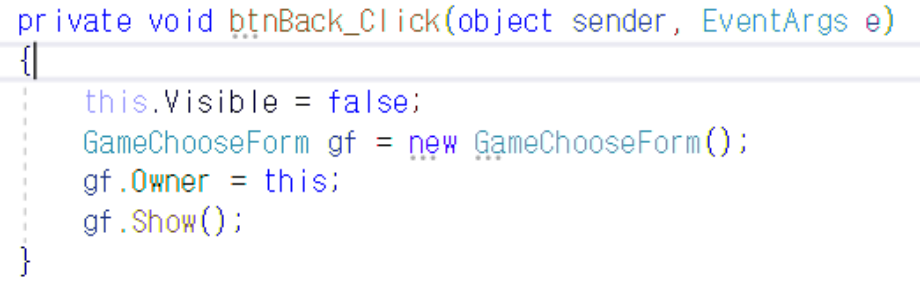 private void btnBack_Click(object sender, EventArgs e)
{
this.Visible = false;
GameChooseForm gf = new GameChooseForm();
gf.Owner = this;
gf.Show();
}